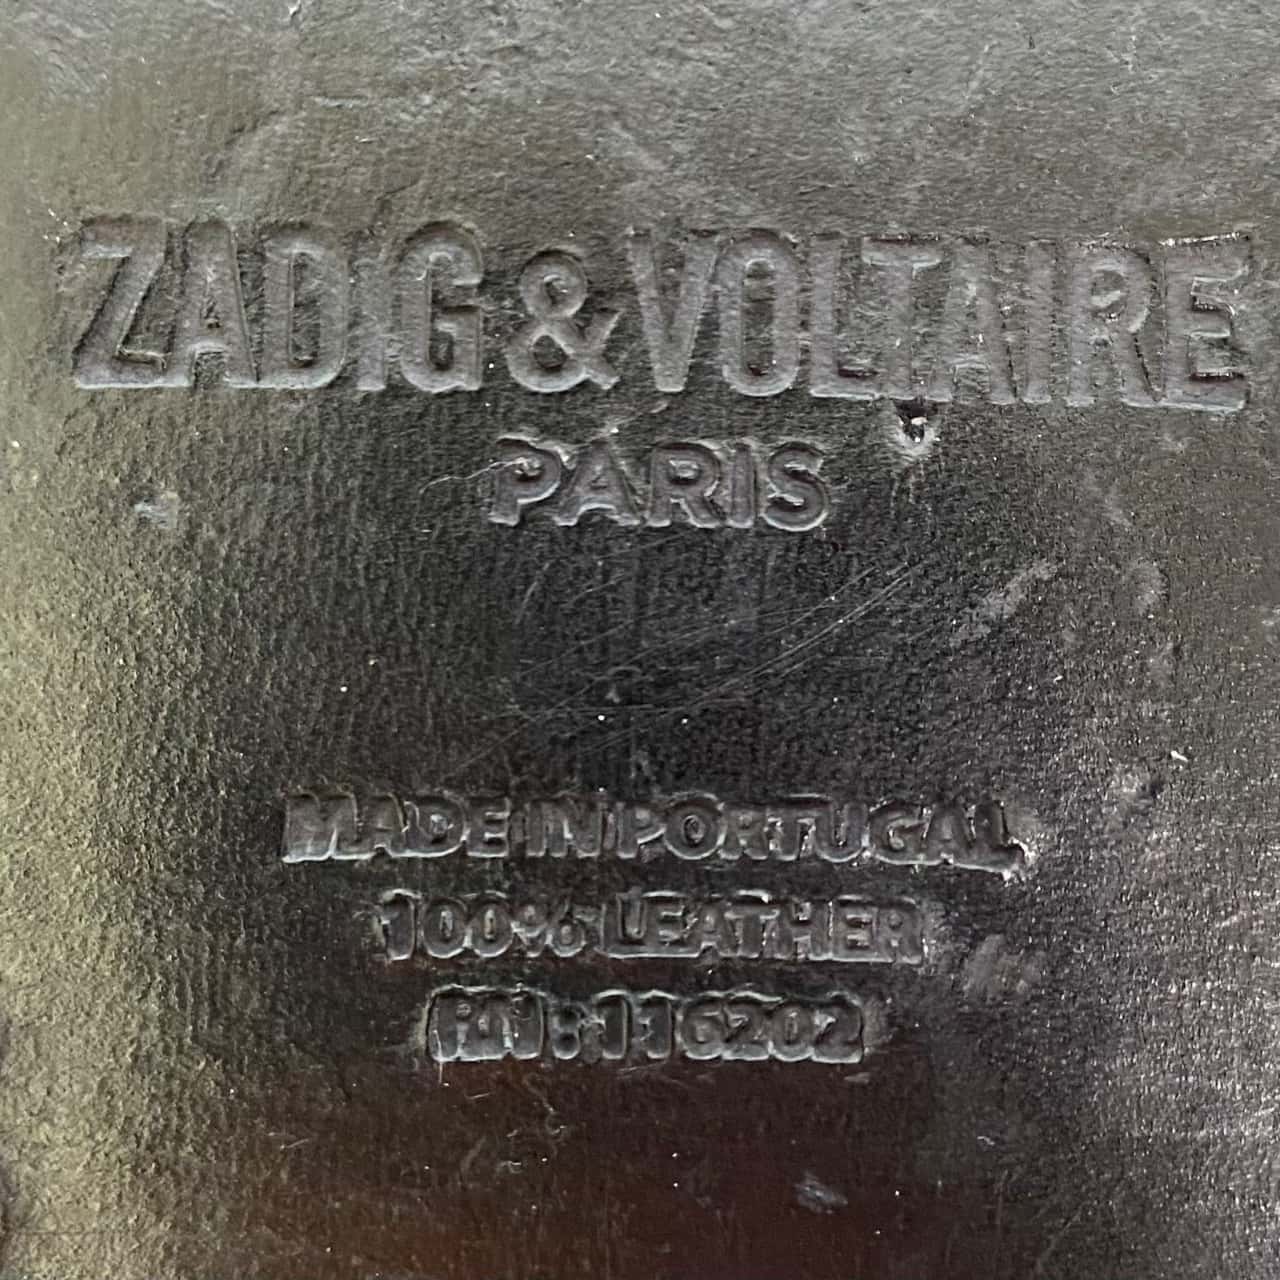 ZADIG & VOLTAIRE
PARIS
MADE IN PORTUGAL
100% LEATHER
RN:116202